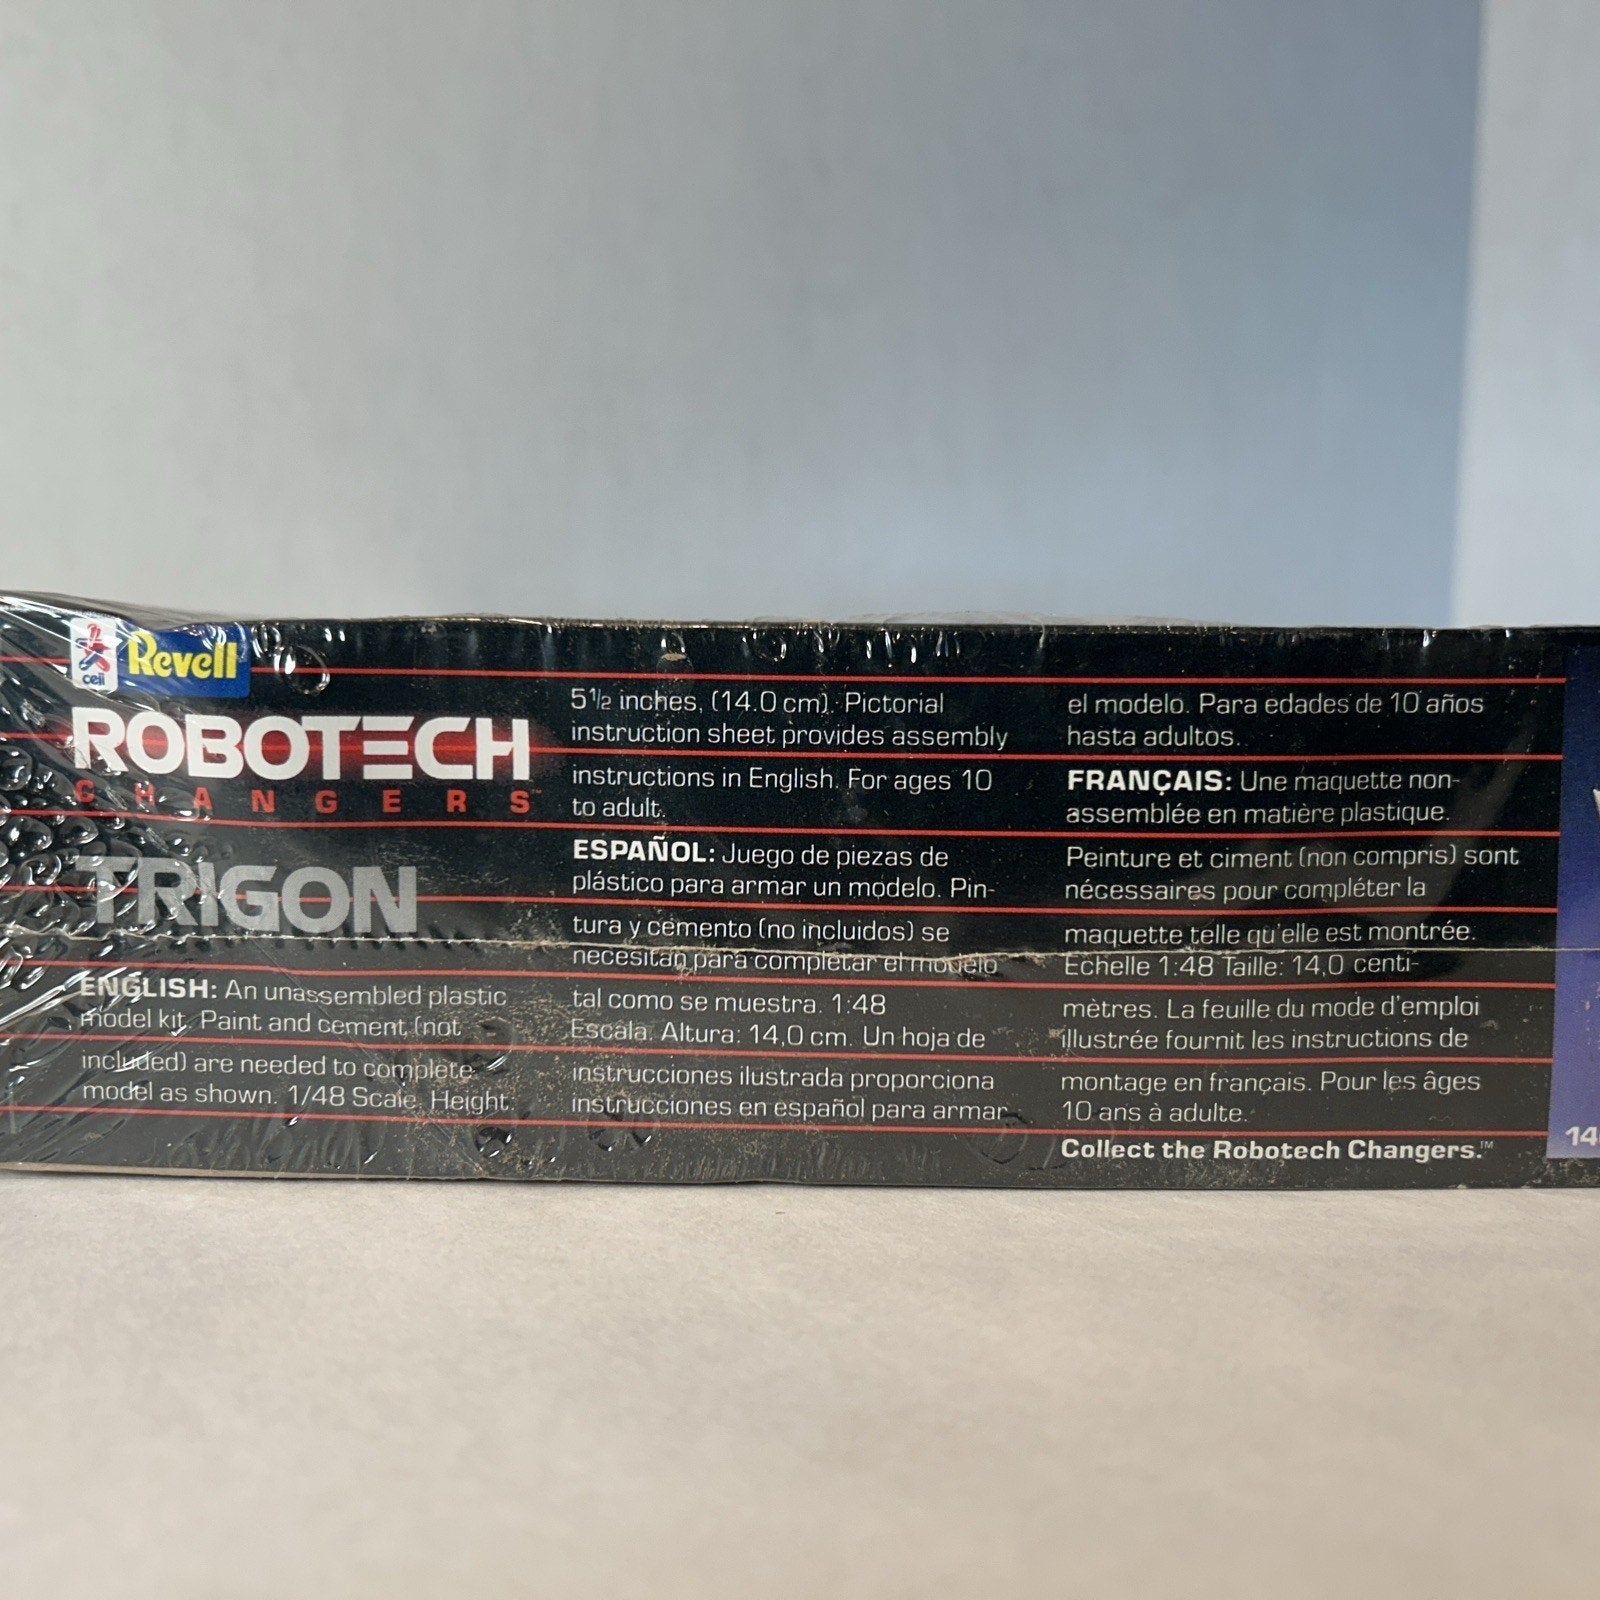 ceji
Revell
ROBOTECH
CHANGERS™
TRIGON
ENGLISH: An unassembled plastic
model kit. Paint and cement (not
included) are needed to complete
model as shown. 1/48 Scale. Height:
5½ inches, (14.0 cm). Pictorial
instruction sheet provides assembly
instructions in English. For ages 10
to adult.
ESPAÑOL: Juego de piezas de
plástico para armar un modelo. Pin-
tura y cemento (no incluidos) se
necesitan para completar el modelo
tal como se muestra. 1:48
Escala. Altura: 14,0 cm. Un hoja de
instrucciones ilustrada proporciona
instrucciones en español para armar
el modelo. Para edades de 10 años
hasta adultos.
FRANÇAIS: Une maquette non-
assemblée en matière plastique.
Peinture et ciment (non compris) sont
nécessaires pour compléter la
maquette telle qu'elle est montrée.
Echelle 1:48 Taille: 14,0 centi-
mètres. La feuille du mode d'emploi
illustrée fournit les instructions de
montage en français. Pour les âges
10 ans à adulte.
Collect the Robotech Changers.™